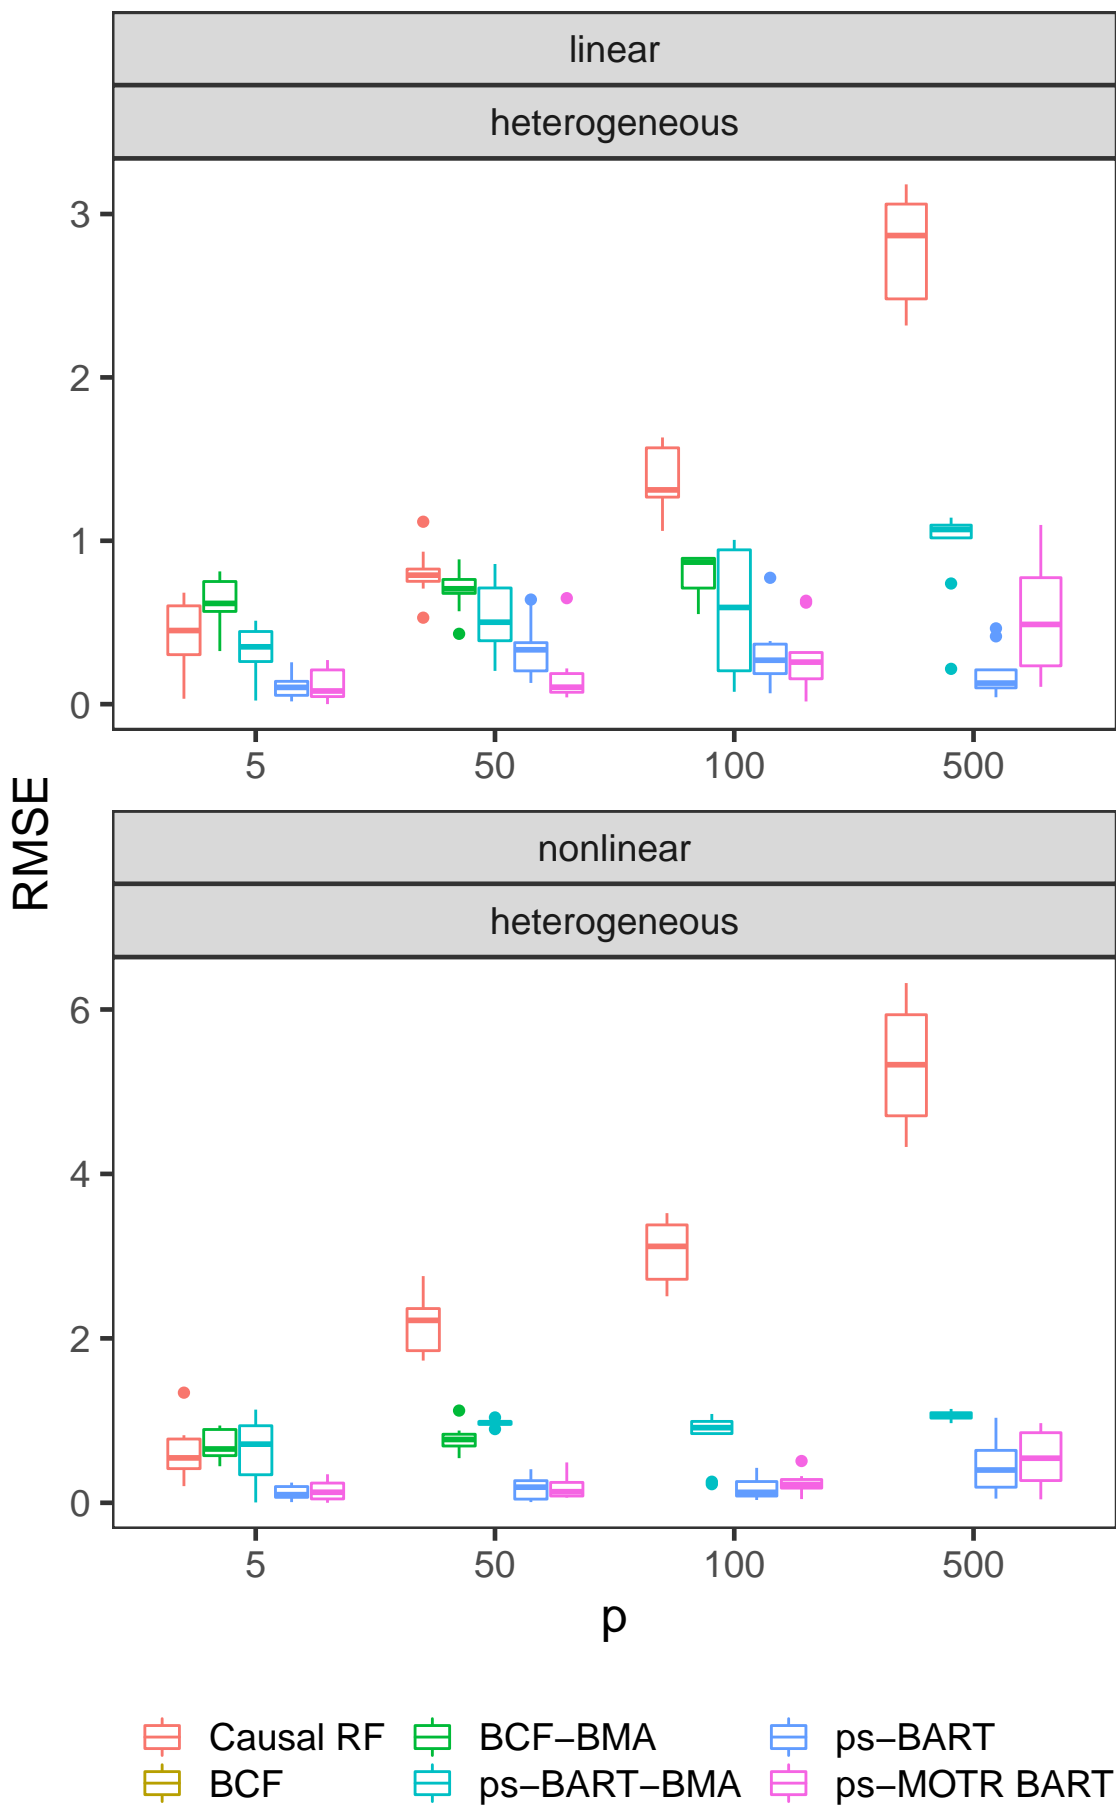 linear
heterogeneous
3
2
1
0
5 50 100 500
RMSE
nonlinear
heterogeneous
6
4
2
0
5 50 100 500
p
Causal RF BCF−BMA ps−BART
BCF ps−BART−BMA ps−MOTR BART